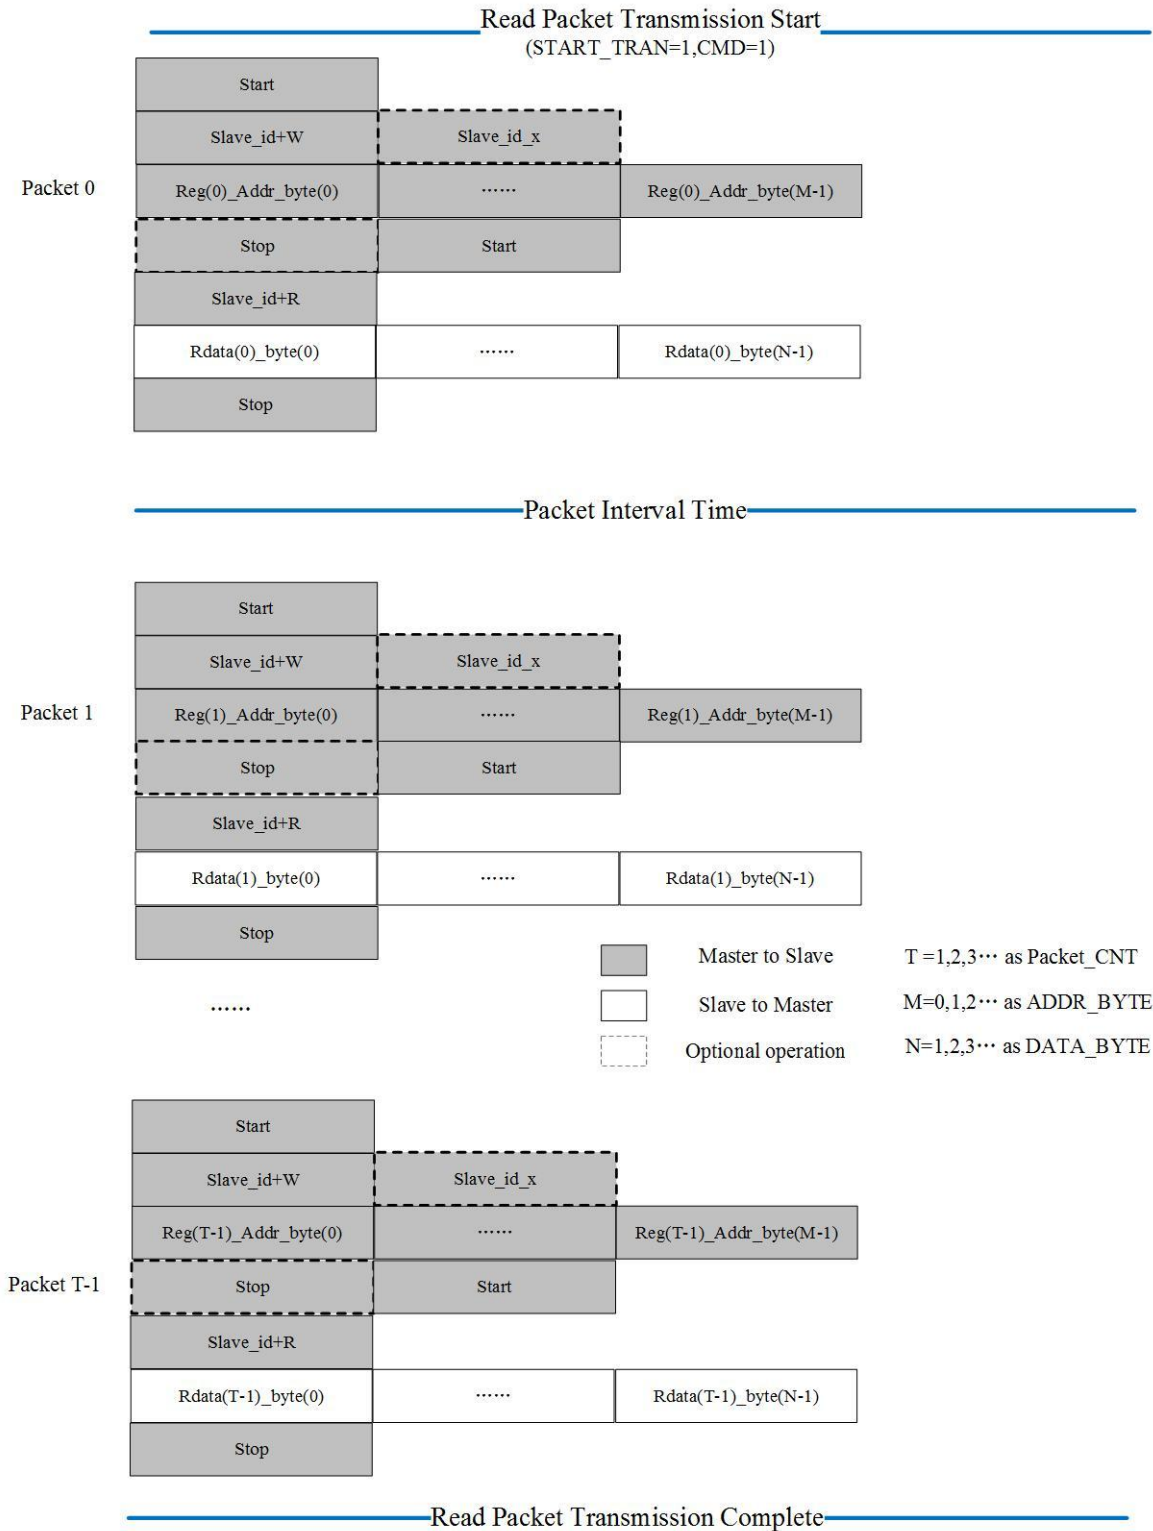 Read Packet Transmission Start
(START_TRAN=1,CMD=1)
Start
Slave_id+W Slave_id_x
Packet 0
Reg(0)_Addr_byte(0) ...... Reg(0)_Addr_byte(M-1)
Stop Start
Slave_id+R
Rdata(0)_byte(0) ...... Rdata(0)_byte(N-1)
Stop
Packet Interval Time
Start
Slave_id+W Slave_id_x
Packet 1
Reg(1)_Addr_byte(0) ...... Reg(1)_Addr_byte(M-1)
Stop Start
Slave_id+R
Rdata(1)_byte(0) ...... Rdata(1)_byte(N-1)
Stop
Master to Slave T =1,2,3··· as Packet_CNT
...... Slave to Master M=0,1,2··· as ADDR_BYTE
Optional operation N=1,2,3··· as DATA_BYTE
Start
Slave_id+W Slave_id_x
Reg(T-1)_Addr_byte(0) ...... Reg(T-1)_Addr_byte(M-1)
Packet T-1
Stop Start
Slave_id+R
Rdata(T-1)_byte(0) ...... Rdata(T-1)_byte(N-1)
Stop
Read Packet Transmission Complete